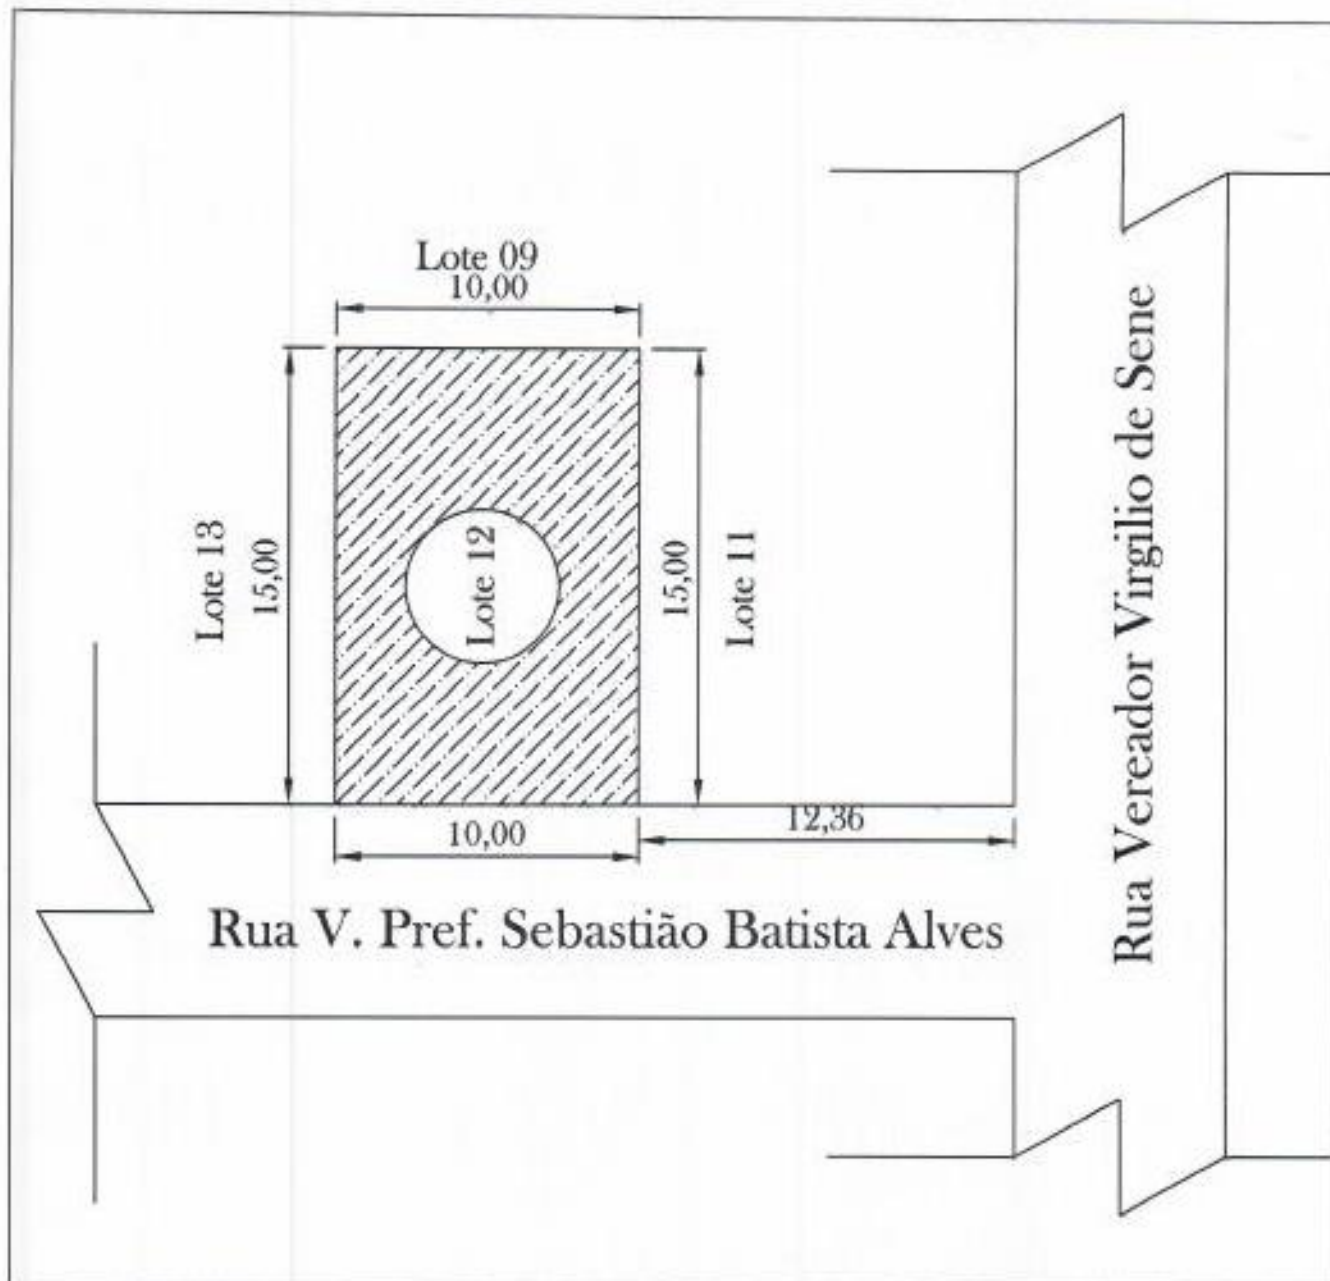 Lote 09
10,00
Lote 13
15,00
Lote 12
15,00
Lote 11
10,00
12,36
Rua V. Pref. Sebastião Batista Alves
Rua Vereador Virgilio de Sene